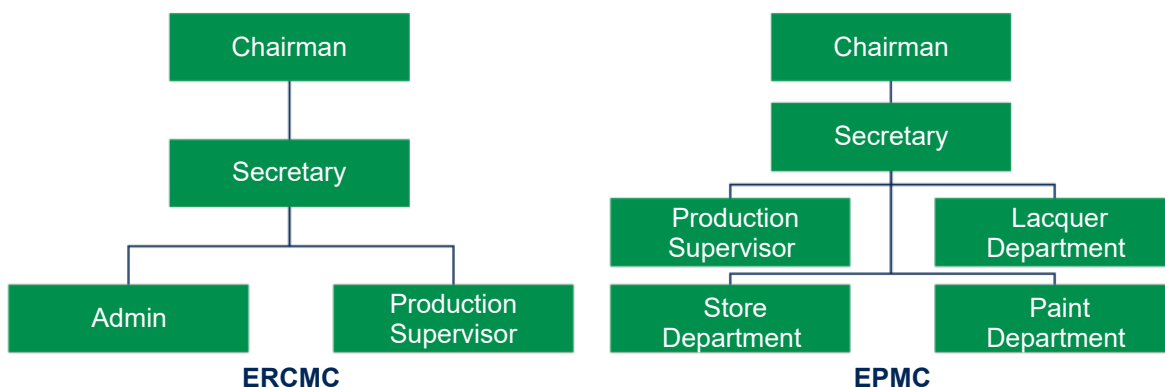 Chairman
Secretary
Admin
Production
Supervisor
ERCMC
Chairman
Secretary
Production
Supervisor
Lacquer
Department
Store
Department
Paint
Department
EPMC